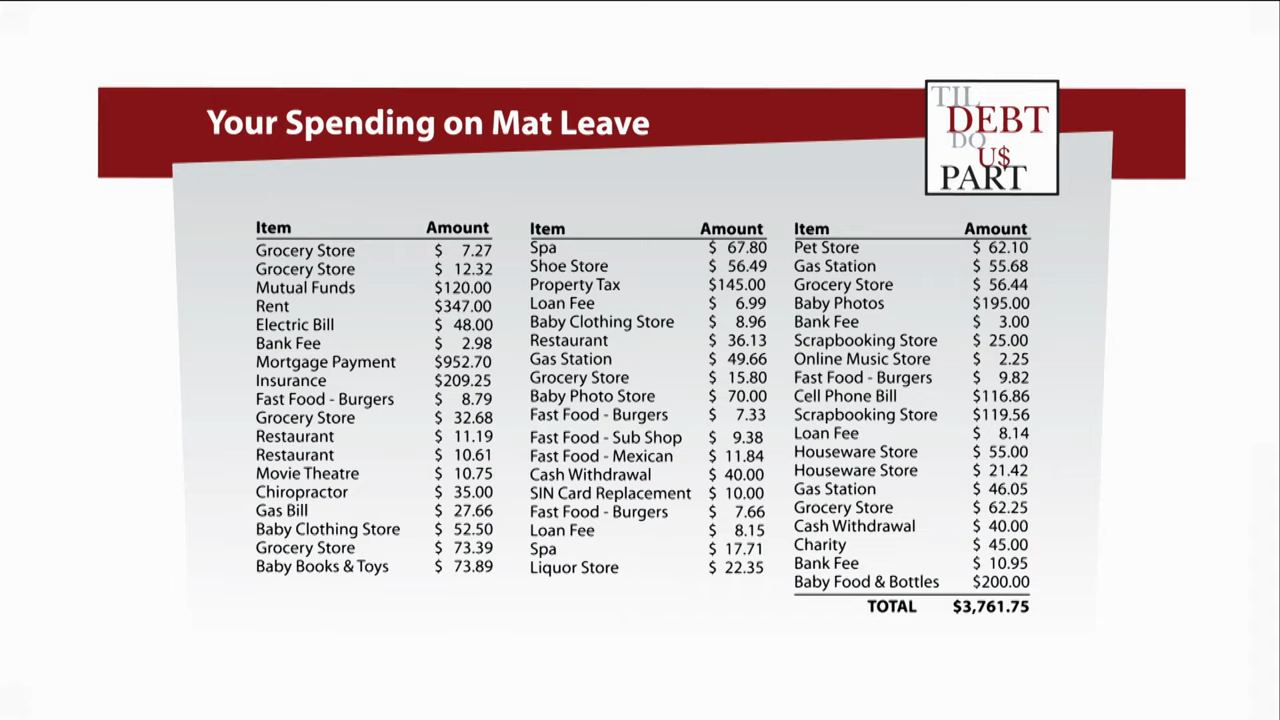 Your Spending on Mat Leave
TIL
DEBT
DO
U$
PART
Item Amount
Grocery Store $ 7.27
Grocery Store $ 12.32
Mutual Funds $120.00
Rent $347.00
Electric Bill $ 48.00
Bank Fee $ 2.98
Mortgage Payment $952.70
Insurance $209.25
Fast Food - Burgers $ 8.79
Grocery Store $ 32.68
Restaurant $ 11.19
Restaurant $ 10.61
Movie Theatre $ 10.75
Chiropractor $ 35.00
Gas Bill $ 27.66
Baby Clothing Store $ 52.50
Grocery Store $ 73.39
Baby Books & Toys $ 73.89
Item Amount
Spa $ 67.80
Shoe Store $ 56.49
Property Tax $145.00
Loan Fee $ 6.99
Baby Clothing Store $ 8.96
Restaurant $ 36.13
Gas Station $ 49.66
Grocery Store $ 15.80
Baby Photo Store $ 70.00
Fast Food - Burgers $ 7.33
Fast Food - Sub Shop $ 9.38
Fast Food - Mexican $ 11.84
Cash Withdrawal $ 40.00
SIN Card Replacement $ 10.00
Fast Food - Burgers $ 7.66
Loan Fee $ 8.15
Spa $ 17.71
Liquor Store $ 22.35
Item Amount
Pet Store $ 62.10
Gas Station $ 55.68
Grocery Store $ 56.44
Baby Photos $195.00
Bank Fee $ 3.00
Scrapbooking Store $ 25.00
Online Music Store $ 2.25
Fast Food - Burgers $ 9.82
Cell Phone Bill $116.86
Scrapbooking Store $119.56
Loan Fee $ 8.14
Houseware Store $ 55.00
Houseware Store $ 21.42
Gas Station $ 46.05
Grocery Store $ 62.25
Cash Withdrawal $ 40.00
Charity $ 45.00
Bank Fee $ 10.95
Baby Food & Bottles $200.00
TOTAL $3,761.75